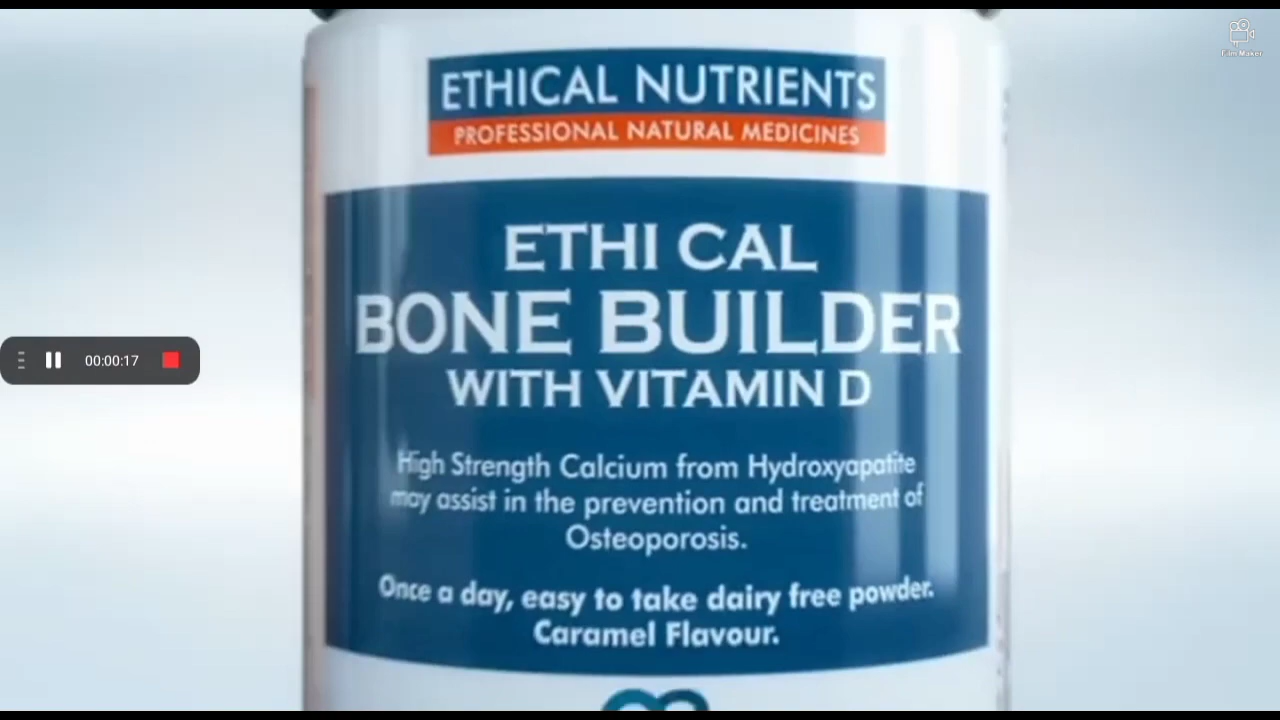 Film Maker
ETHICAL NUTRIENTS
PROFESSIONAL NATURAL MEDICINES
ETHI CAL
BONE BUILDER
WITH VITAMIN D
00:00:17
High Strength Calcium from Hydroxyapatite
may assist in the prevention and treatment of
Osteoporosis.
Once a day, easy to take dairy free powder.
Caramel Flavour.